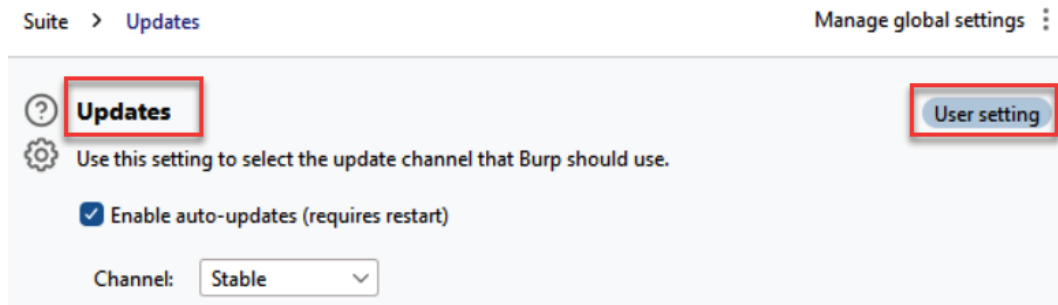 Suite > Updates
Manage global settings
Updates
User setting
Use this setting to select the update channel that Burp should use.
Enable auto-updates (requires restart)
Channel: Stable